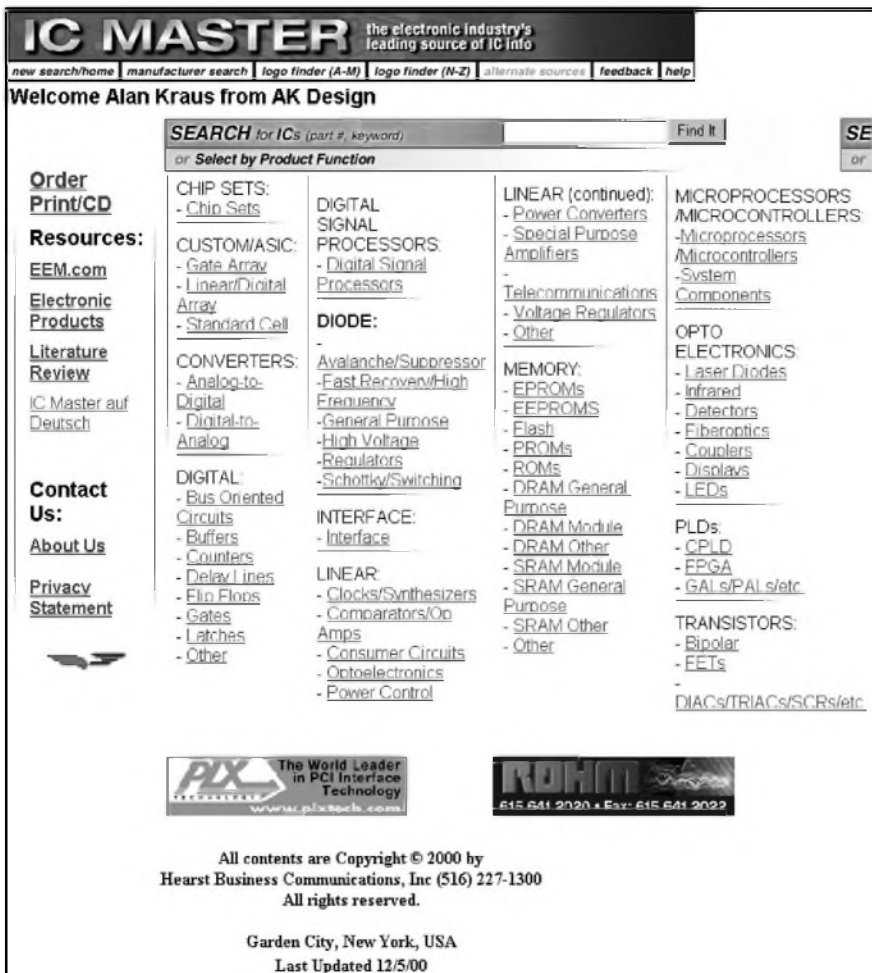 IC MASTER the electronic industry's
leading source of IC Info
new search/home manufacturer search logo finder (A-M) logo finder (N-Z) alternate sources feedback help
Welcome Alan Kraus from AK Design
SEARCH for ICs (part #, keyword) Find It
or Select by Product Function
SE
or
Order
Print/CD
Resources:
EEM.com
Electronic
Products
Literature
Review
IC Master auf
Deutsch
Contact
Us:
About Us
Privacy
Statement
CHIP SETS:
- Chip Sets
CUSTOM/ASIC:
- Gate Array
- Linear/Digital
Array
- Standard Cell
CONVERTERS:
- Analog-to-
Digital
- Digital-to-
Analog
DIGITAL:
- Bus Oriented
Circuits
- Buffers
- Counters
- Delay Lines
- Flip Flops
- Gates
- Latches
- Other
DIGITAL
SIGNAL
PROCESSORS:
- Digital Signal
Processors
DIODE:
-
Avalanche/Suppressor
-Fast Recovery/High
Frequency
-General Purpose
-High Voltage
-Regulators
-Schottky/Switching
INTERFACE:
- Interface
LINEAR:
- Clocks/Synthesizers
- Comparators/Op
Amps
- Consumer Circuits
- Optoelectronics
- Power Control
LINEAR (continued):
- Power Converters
- Special Purpose
Amplifiers
-
Telecommunications
- Voltage Regulators
- Other
MEMORY:
- EPROMs
- EEPROMS
- Flash
- PROMs
- ROMs
- DRAM General
Purpose
- DRAM Module
- DRAM Other
- SRAM Module
- SRAM General
Purpose
- SRAM Other
- Other
MICROPROCESSORS
/MICROCONTROLLERS:
-Microprocessors
/Microcontrollers
-System
Components
OPTO
ELECTRONICS:
- Laser Diodes
- Infrared
- Detectors
- Fiberoptics
- Couplers
- Displays
- LEDs
PLDs:
- CPLD
- FPGA
- GALs/PALs/etc.
TRANSISTORS:
- Bipolar
- FETs
-
DIACs/TRIACs/SCRs/etc.
PLX
TECHNOLOGY
The World Leader
in PCI Interface
Technology
www.plxtech.com
ROHM
615 641 2020 • Fax: 615 641 2022
All contents are Copyright © 2000 by
Hearst Business Communications, Inc (516) 227-1300
All rights reserved.
Garden City, New York, USA
Last Updated 12/5/00